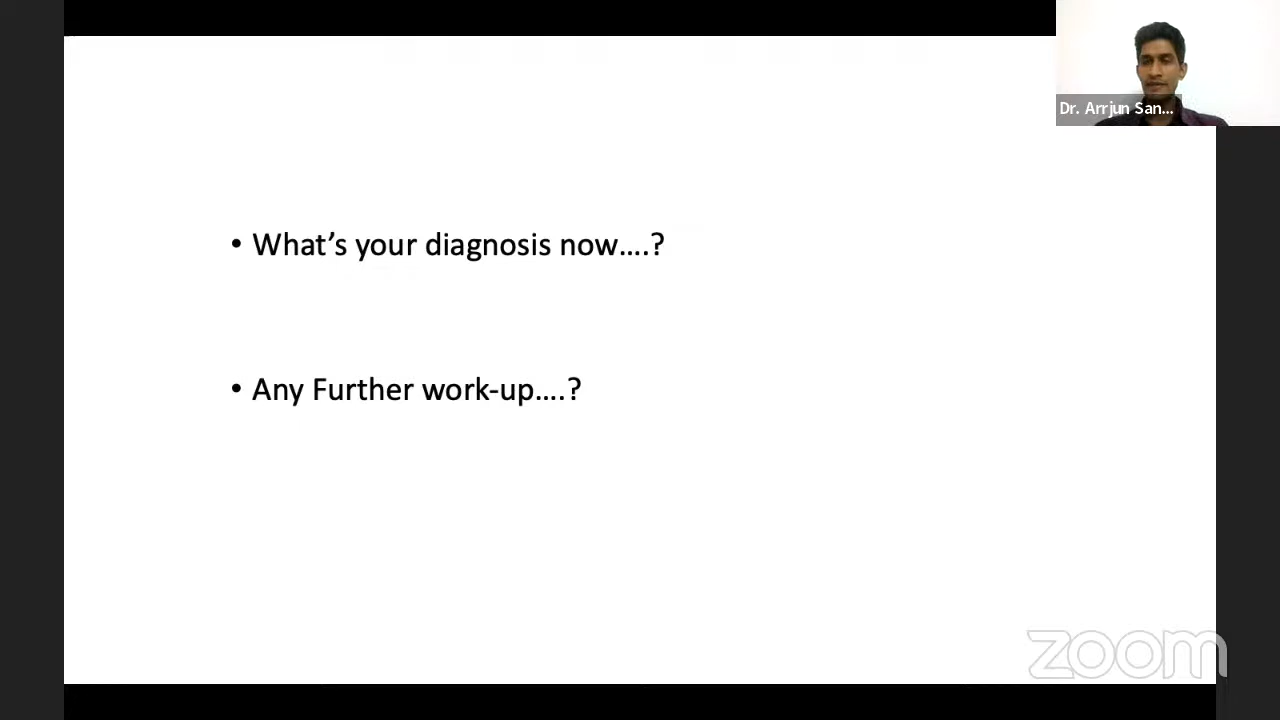 Dr. Arrjun San...
• What's your diagnosis now....?
• Any Further work-up....?
zoom